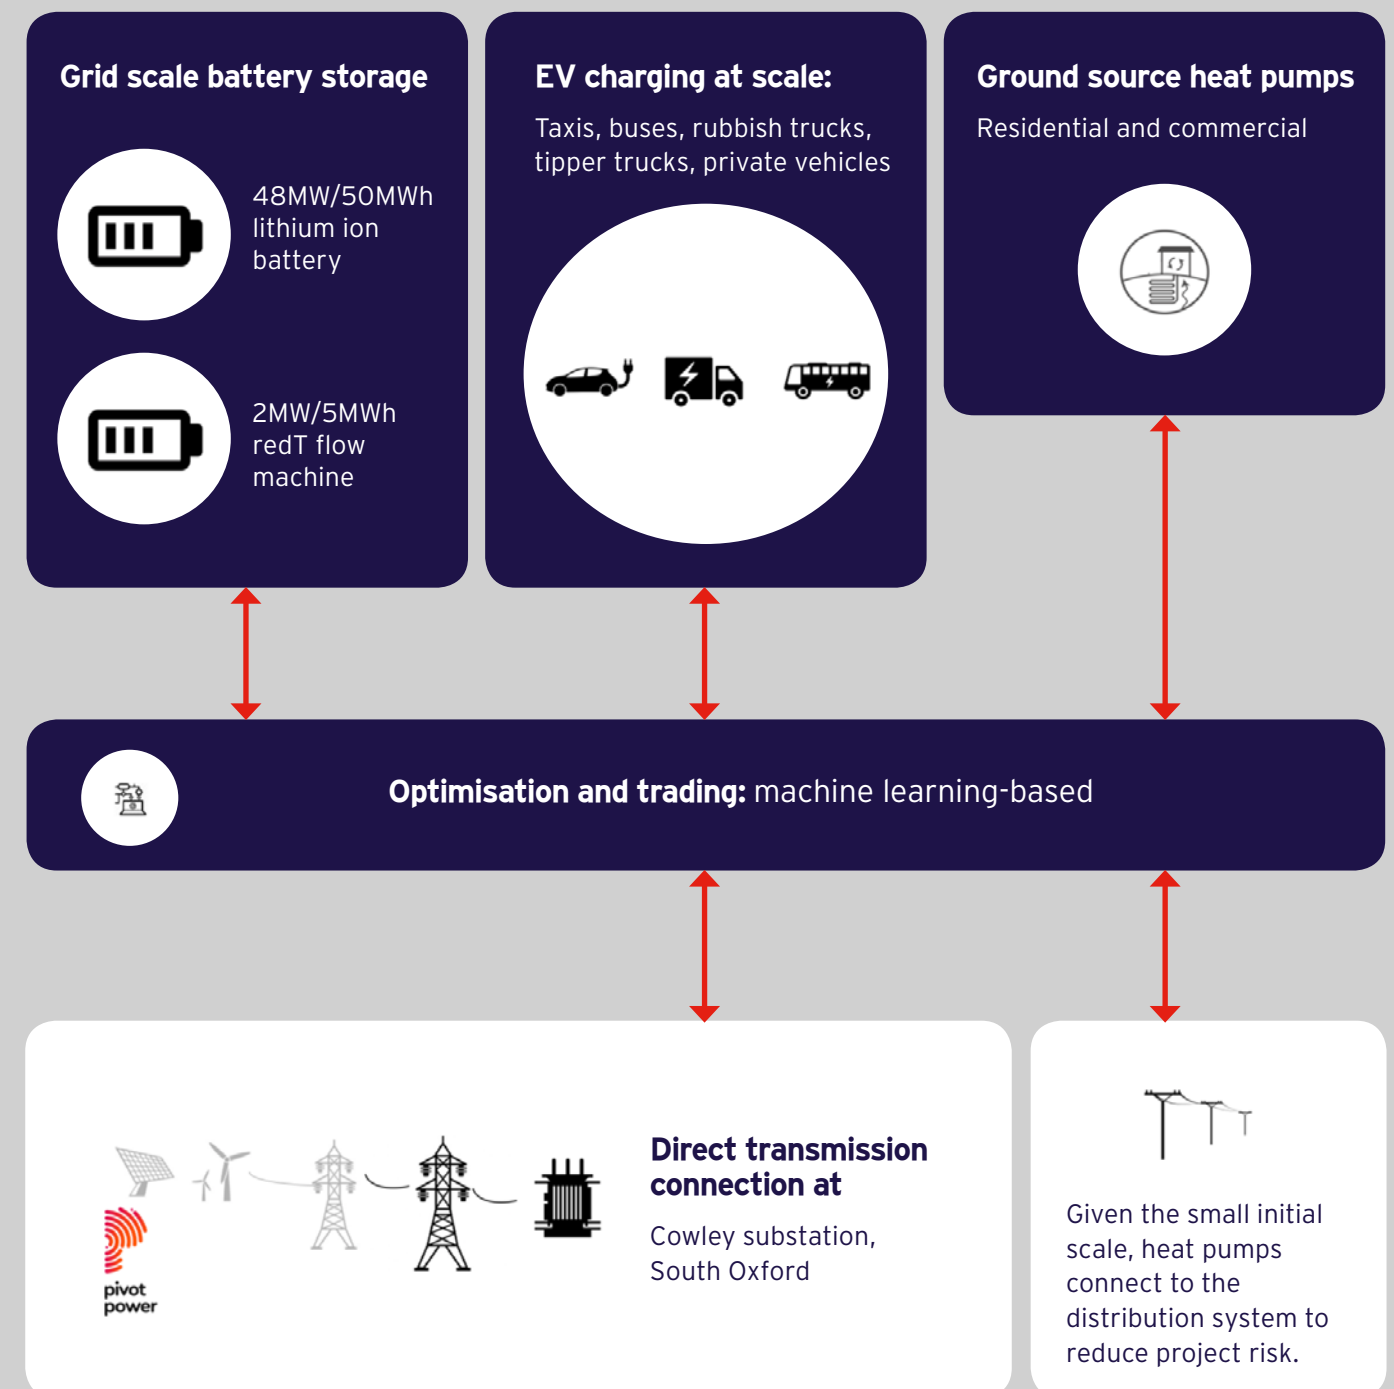 Grid scale battery storage
48MW/50MWh
lithium ion
battery
2MW/5MWh
redT flow
machine
EV charging at scale:
Taxis, buses, rubbish trucks,
tipper trucks, private vehicles
Ground source heat pumps
Residential and commercial
Optimisation and trading: machine learning-based
pivot
power
Direct transmission
connection at
Cowley substation,
South Oxford
Given the small initial
scale, heat pumps
connect to the
distribution system to
reduce project risk.